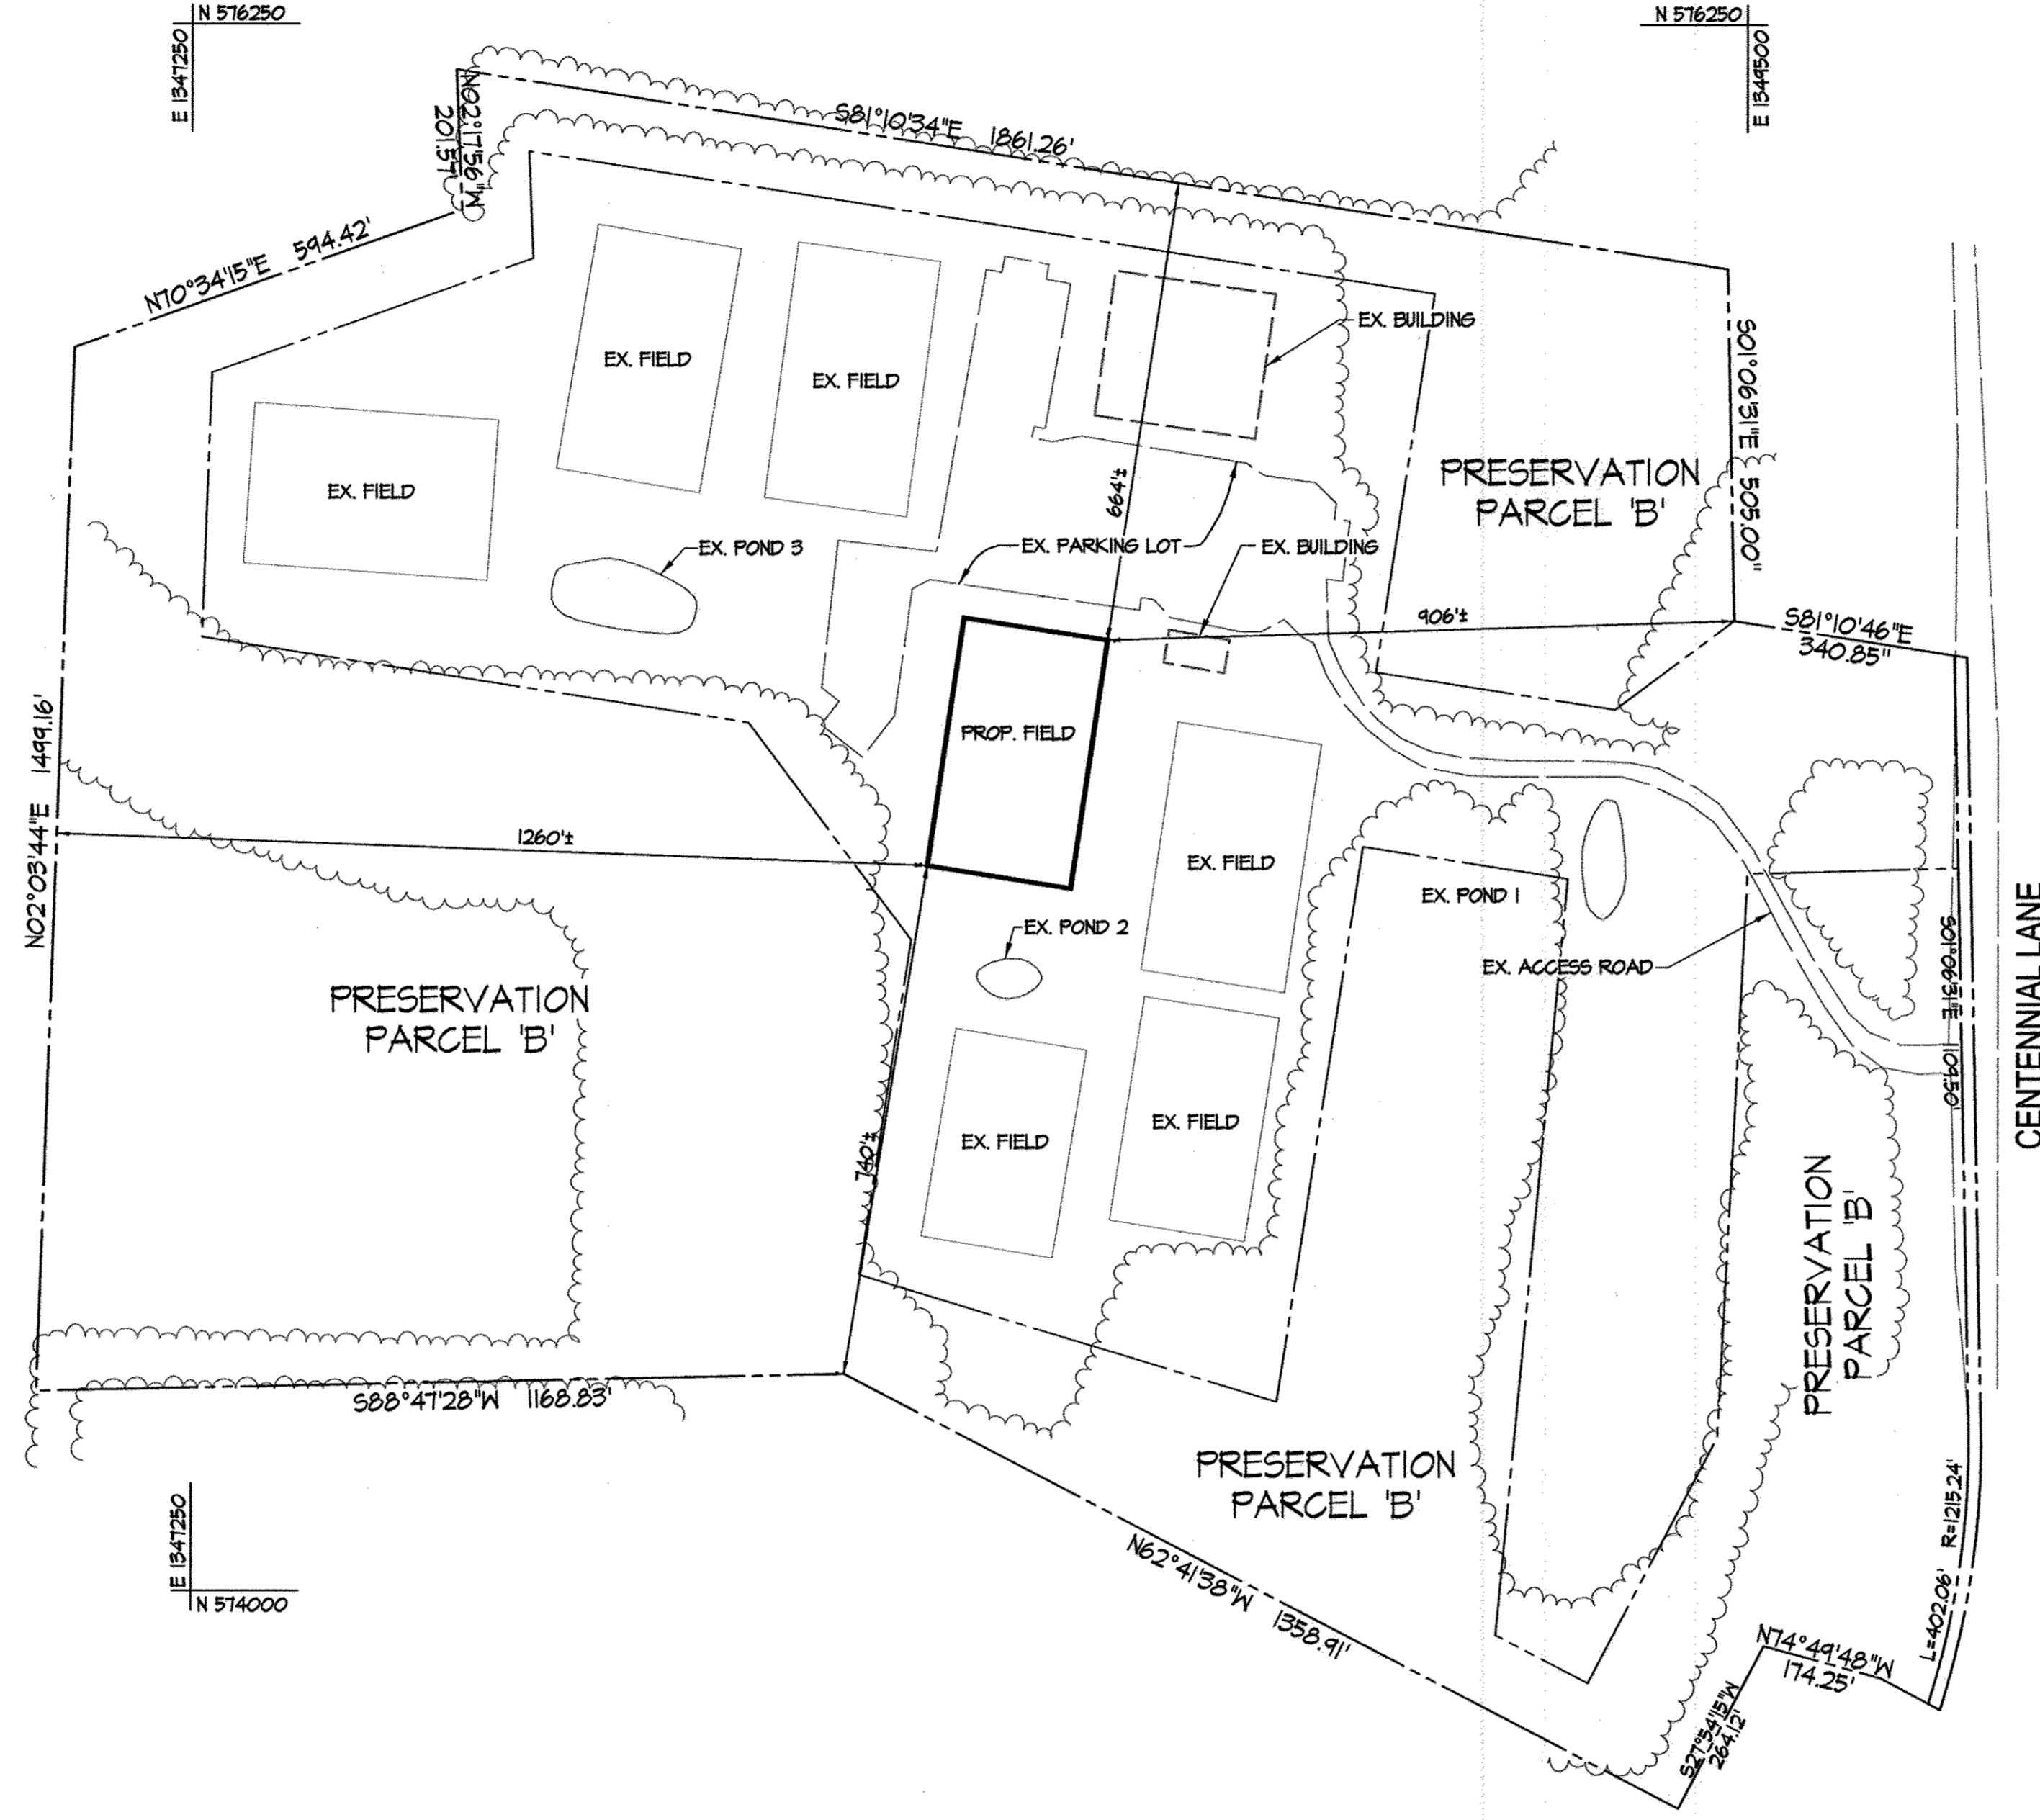 N 576250
E 1347250
N 576250
E 1349500
N02°17'56"W
201.57'
S81°10'34"E 1861.26'
N70°34'15"E 594.42'
EX. BUILDING
EX. FIELD
EX. FIELD
EX. FIELD
S01°06'31"E 505.00"
PRESERVATION
PARCEL 'B'
664'±
EX. POND 3
EX. PARKING LOT
EX. BUILDING
906'±
S81°10'46"E
340.85"
PROP. FIELD
N02°03'44"E 1499.16'
1260'±
EX. FIELD
EX. POND 1
EX. POND 2
EX. ACCESS ROAD
S01°06'31"E 1109.50'
CENTENNIAL LANE
PRESERVATION
PARCEL 'B'
740'±
EX. FIELD
EX. FIELD
PRESERVATION
PARCEL 'B'
S88°47'28"W 1168.83'
PRESERVATION
PARCEL 'B'
L=402.06' R=1215.24'
E 1347250
N 574000
N62°41'38"W 1358.91'
N74°49'48"W
174.25'
S27°54'15"W
264.12'